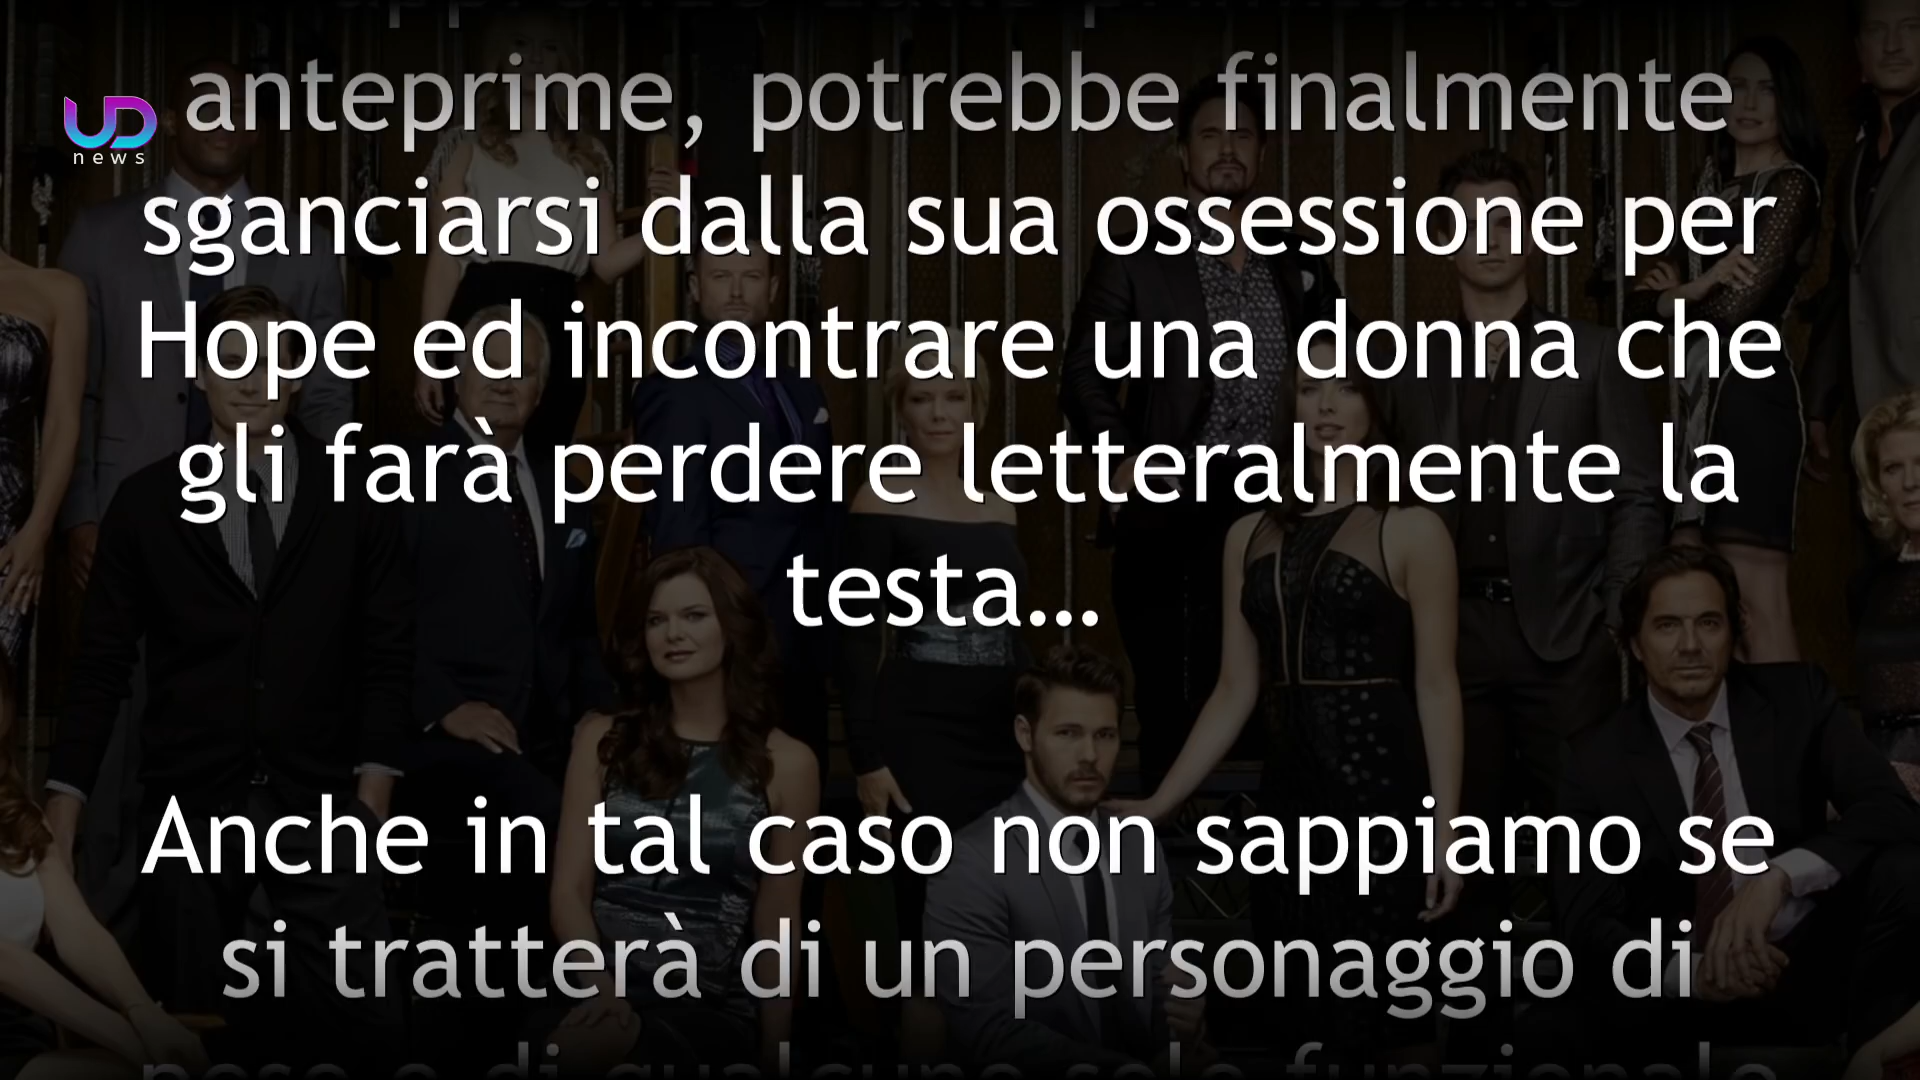 UD
news
anteprime, potrebbe finalmente
sganciarsi dalla sua ossessione per
Hope ed incontrare una donna che
gli farà perdere letteralmente la
testa...
Anche in tal caso non sappiamo se
si tratterà di un personaggio di